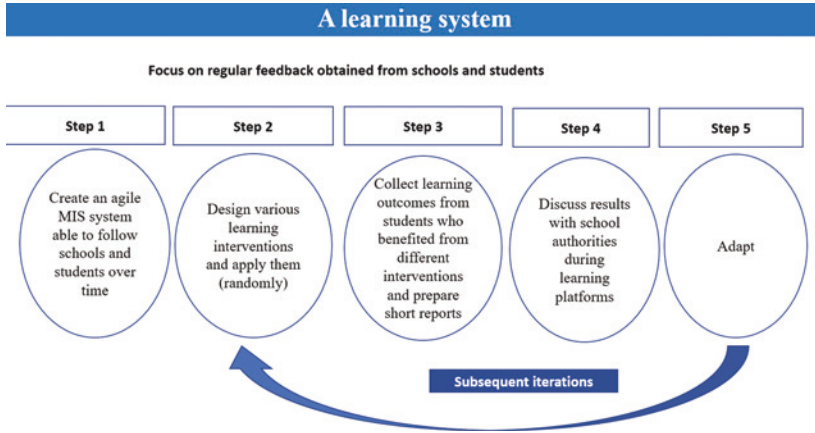 A learning system
Focus on regular feedback obtained from schools and students
Step 1
Step 2
Step 3
Step 4
Step 5
Create an agile
MIS system
able to follow
schools and
students over
time
Design various
learning
interventions
and apply them
(randomly)
Collect learning
outcomes from
students who
benefited from
different
interventions
and prepare
short reports
Discuss results
with school
authorities
during
learning
platforms
Adapt
Subsequent iterations